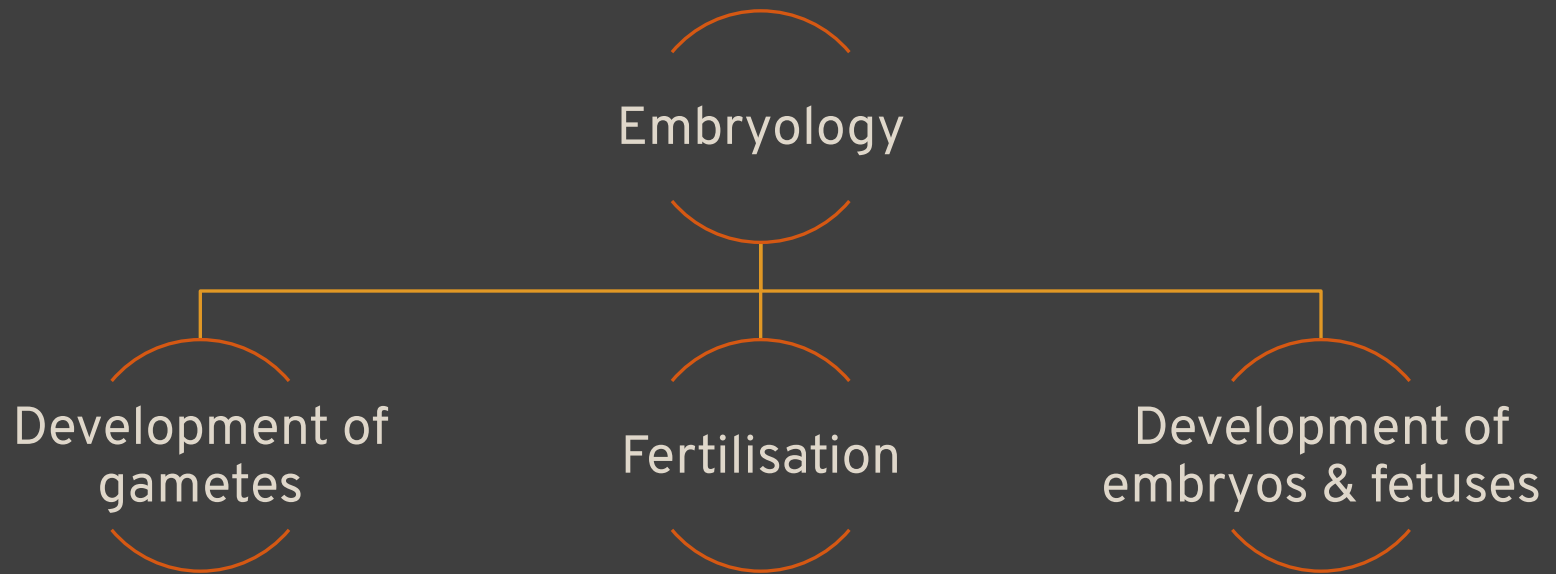 Embryology
Development of
gametes
Fertilisation
Development of
embryos & fetuses